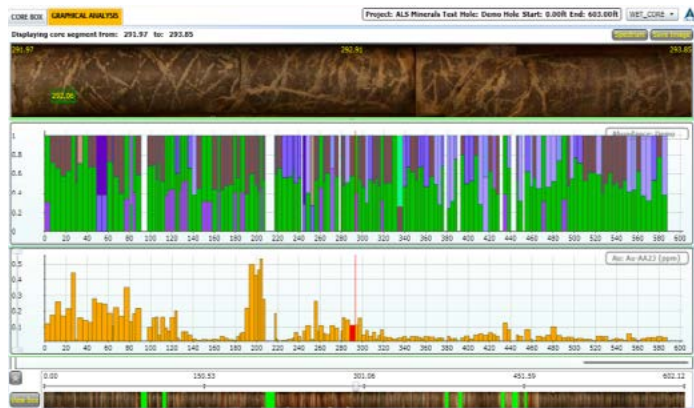 CORE BOX GRAPHICAL ANALYSIS
Project: ALS Minerals Test Hole: Demo Hole Start: 0.00ft End: 603.00ft WET_CORE
Displaying core segment from: 291.97 to: 293.85
Spectrum Save Image
291.97 292.91 293.85
292.06
Abundance: Demo
1
0.8
0.6
0.4
0.2
0
0 20 40 60 80 100 120 140 160 180 200 220 240 260 280 300 320 340 360 380 400 420 440 460 480 500 520 540 560 580 600
Au: Au-AA23 (ppm)
0.5
0.4
0.3
0.2
0.1
0 20 40 60 80 100 120 140 160 180 200 220 240 260 280 300 320 340 360 380 400 420 440 460 480 500 520 540 560 580 600
0.00 150.53 301.06 451.59 602.12